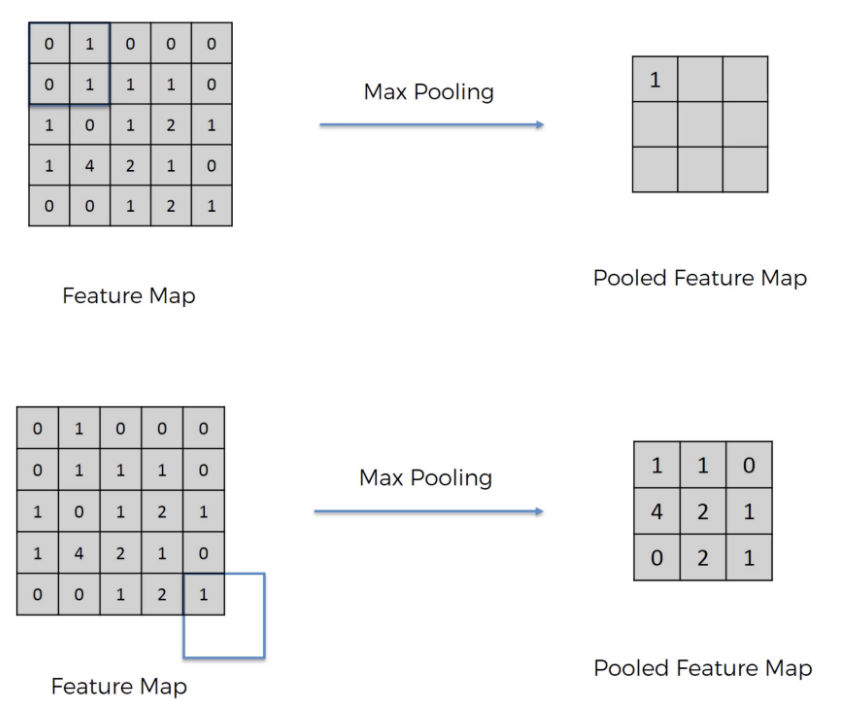 0 1 0 0 0
0 1 1 1 0
1 0 1 2 1
1 4 2 1 0
0 0 1 2 1
Feature Map
Max Pooling
1
Pooled Feature Map
0 1 0 0 0
0 1 1 1 0
1 0 1 2 1
1 4 2 1 0
0 0 1 2 1
Feature Map
Max Pooling
1 1 0
4 2 1
0 2 1
Pooled Feature Map